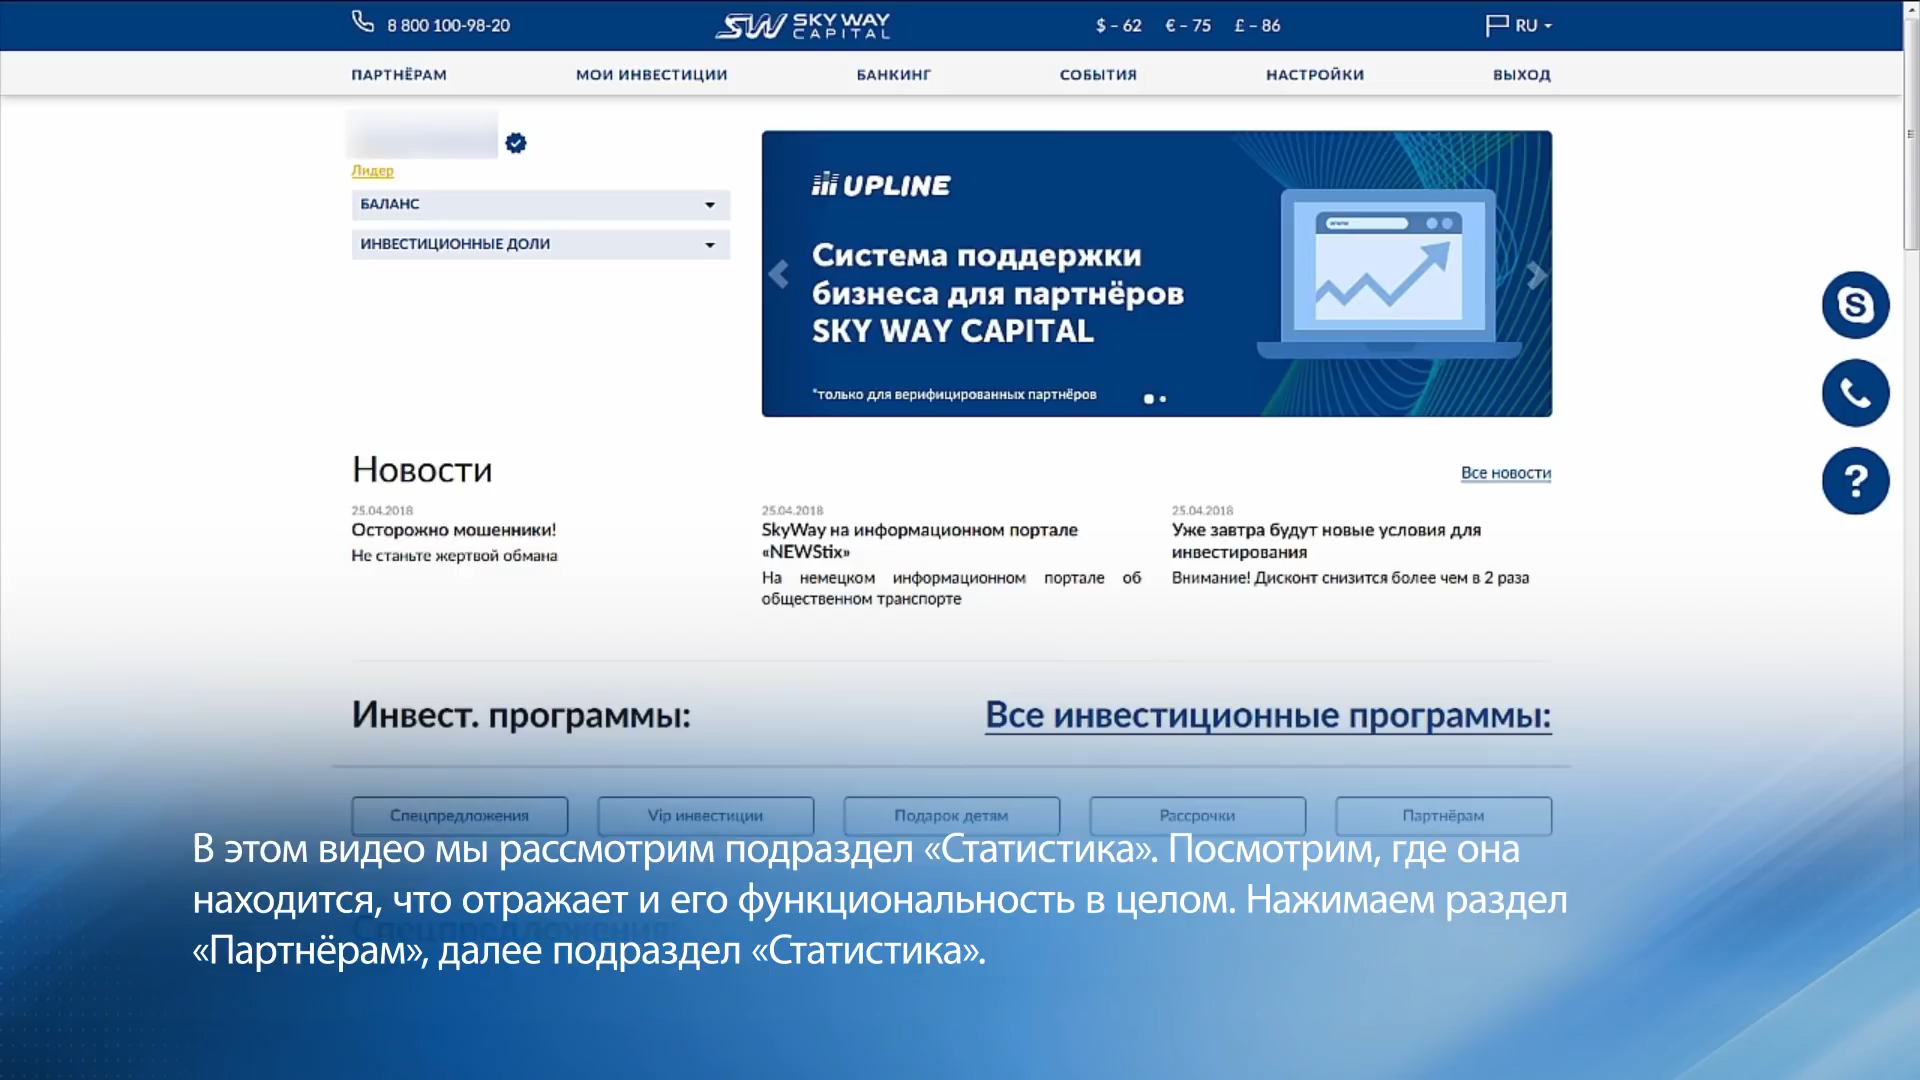 8 800 100-98-20
SW SKY WAY CAPITAL
$ – 62 € – 75 £ – 86
RU
ПАРТНЁРАМ МОИ ИНВЕСТИЦИИ БАНКИНГ СОБЫТИЯ НАСТРОЙКИ ВЫХОД
Лидер
БАЛАНС
ИНВЕСТИЦИОННЫЕ ДОЛИ
UPLINE
www
Система поддержки
бизнеса для партнёров
SKY WAY CAPITAL
*только для верифицированных партнёров
Новости
Все новости
25.04.2018
Осторожно мошенники!
Не станьте жертвой обмана
25.04.2018
SkyWay на информационном портале
«NEWStix»
На немецком информационном портале об
общественном транспорте
25.04.2018
Уже завтра будут новые условия для
инвестирования
Внимание! Дисконт снизится более чем в 2 раза
Инвест. программы:
Все инвестиционные программы:
Спецпредложения Vip инвестиции Подарок детям Рассрочки Партнёрам
Спецпредложения:
В этом видео мы рассмотрим подраздел «Статистика». Посмотрим, где она
находится, что отражает и его функциональность в целом. Нажимаем раздел
«Партнёрам», далее подраздел «Статистика».